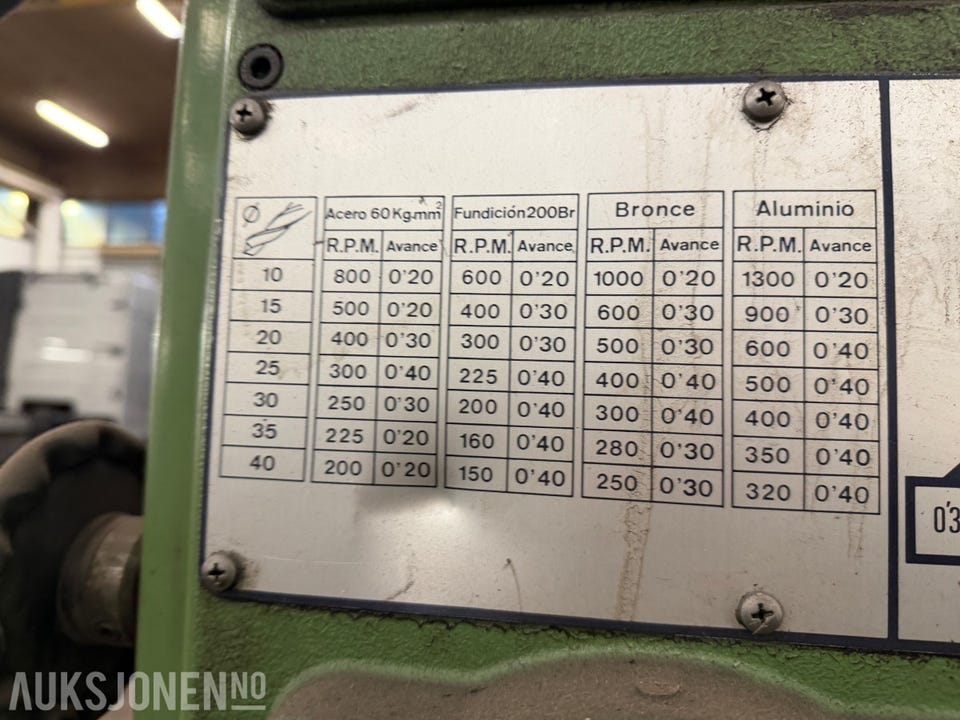 Ø Acero 60 Kg.mm² Fundición 200Br Bronce Aluminio
R.P.M. Avance R.P.M. Avance R.P.M. Avance R.P.M. Avance
10 800 0'20 600 0'20 1000 0'20 1300 0'20
15 500 0'20 400 0'30 600 0'30 900 0'30
20 400 0'30 300 0'30 500 0'30 600 0'40
25 300 0'40 225 0'40 400 0'40 500 0'40
30 250 0'30 200 0'40 300 0'40 400 0'40
35 225 0'20 160 0'40 280 0'30 350 0'40
40 200 0'20 150 0'40 250 0'30 320 0'40
0'3
AUKSJONEN NO